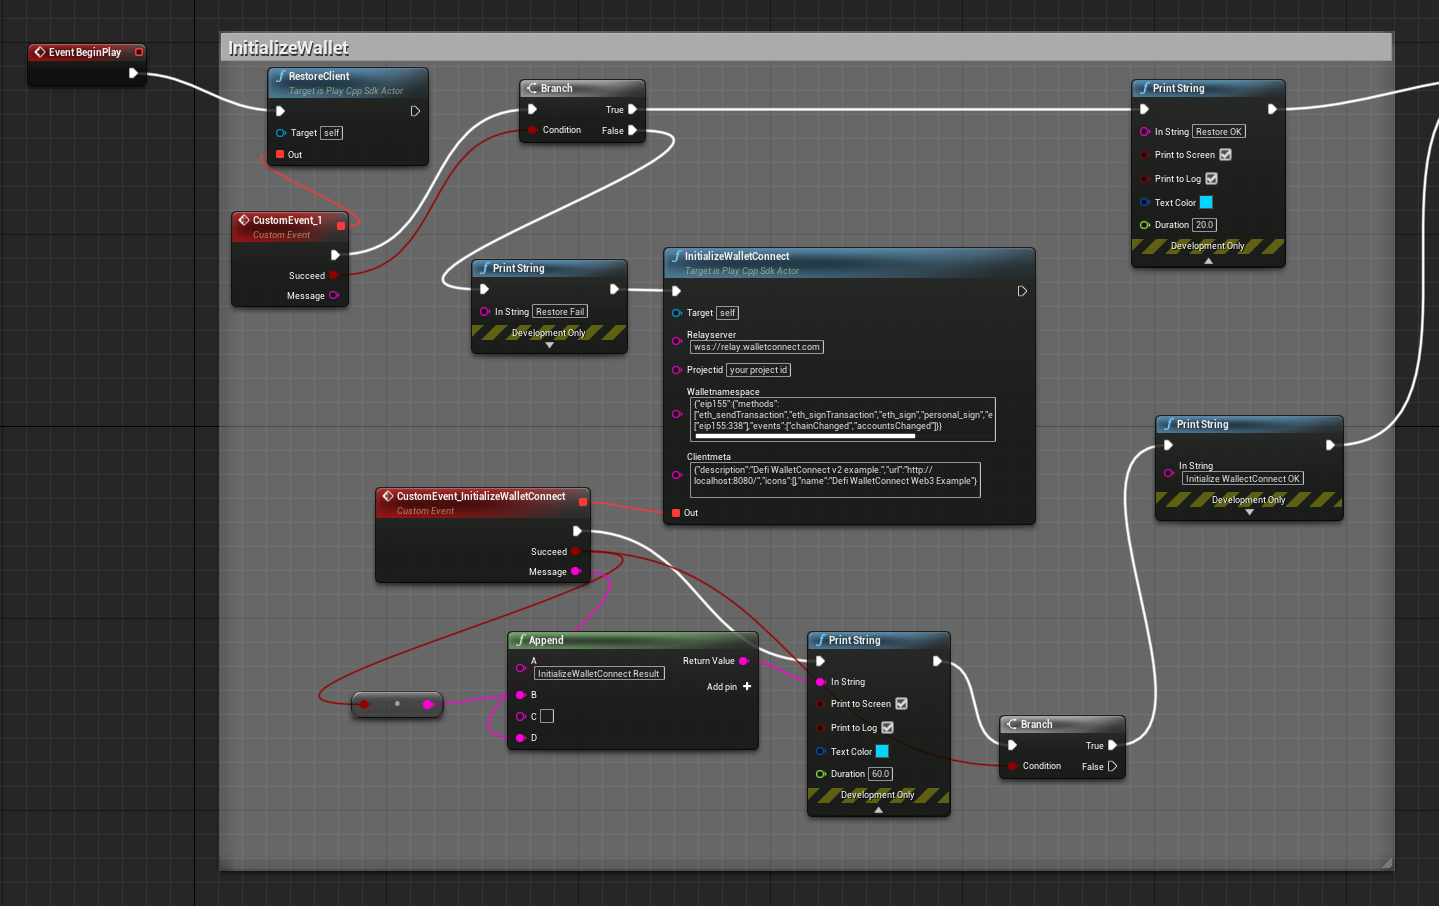 InitializeWallet
Event BeginPlay
RestoreClient
Target is Play Cpp Sdk Actor
Target self
Out
Branch
True
Condition False
Print String
In String Restore OK
Print to Screen
Print to Log
Text Color
Duration 20.0
Development Only
CustomEvent_1
Custom Event
Succeed
Message
Print String
In String Restore Fail
Development Only
InitializeWalletConnect
Target is Play Cpp Sdk Actor
Target self
Relayserver
wss://relay.walletconnect.com
Projectid your project id
Walletnamespace
{"eip155":{"methods":
["eth_sendTransaction","eth_signTransaction","eth_sign","personal_sign","e
["eip155:338"],"events":["chainChanged","accountsChanged"]}}
Clientmeta
{"description":"Defi WalletConnect v2 example.","url":"http://
localhost:8080/","icons":[],"name":"Defi WalletConnect Web3 Example"}
Out
Print String
In String
Initialize WallectConnect OK
Development Only
CustomEvent_InitializeWalletConnect
Custom Event
Succeed
Message
Append
A Return Value
InitializeWalletConnect Result
Add pin
B
C
D
Print String
In String
Print to Screen
Print to Log
Text Color
Duration 60.0
Development Only
Branch
True
Condition False